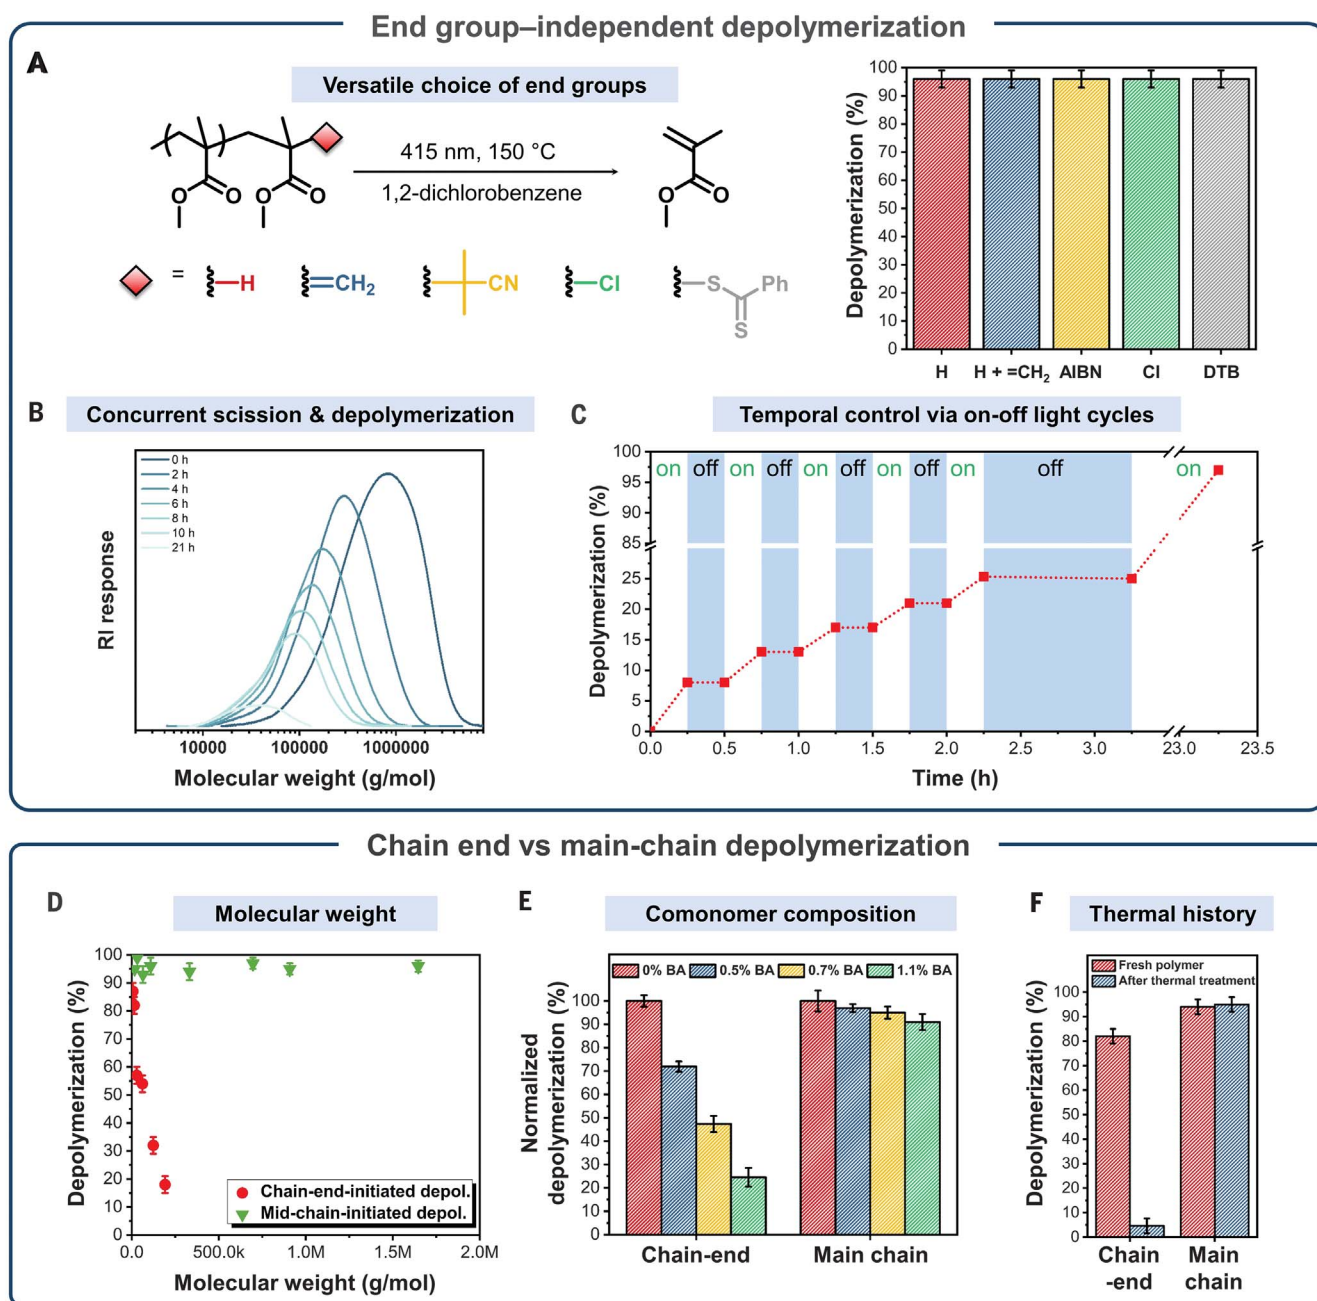 End group–independent depolymerization
A
Versatile choice of end groups
( )
O O O O
415 nm, 150 °C
1,2-dichlorobenzene
O O
= H =CH2 CN Cl S Ph
S
Depolymerization (%)
100
90
80
70
60
50
40
30
20
10
0
H H + =CH2 AIBN Cl DTB
B
Concurrent scission & depolymerization
0 h
2 h
4 h
6 h
8 h
10 h
21 h
RI response
10000 100000 1000000
Molecular weight (g/mol)
C
Temporal control via on-off light cycles
on off on off on off on off on off on
Depolymerization (%)
100
95
90
85
25
20
15
10
5
0
0.0 0.5 1.0 1.5 2.0 2.5 3.0 23.0 23.5
Time (h)
Chain end vs main-chain depolymerization
D
Molecular weight
Depolymerization (%)
100
90
80
70
60
50
40
30
20
10
0
Chain-end-initiated depol.
Mid-chain-initiated depol.
0.0 500.0k 1.0M 1.5M 2.0M
Molecular weight (g/mol)
E
Comonomer composition
0% BA 0.5% BA 0.7% BA 1.1% BA
Normalized
depolymerization (%)
100
90
80
70
60
50
40
30
20
10
0
Chain-end Main chain
F
Thermal history
Fresh polymer
After thermal treatment
Depolymerization (%)
100
90
80
70
60
50
40
30
20
10
0
Chain Main
-end chain